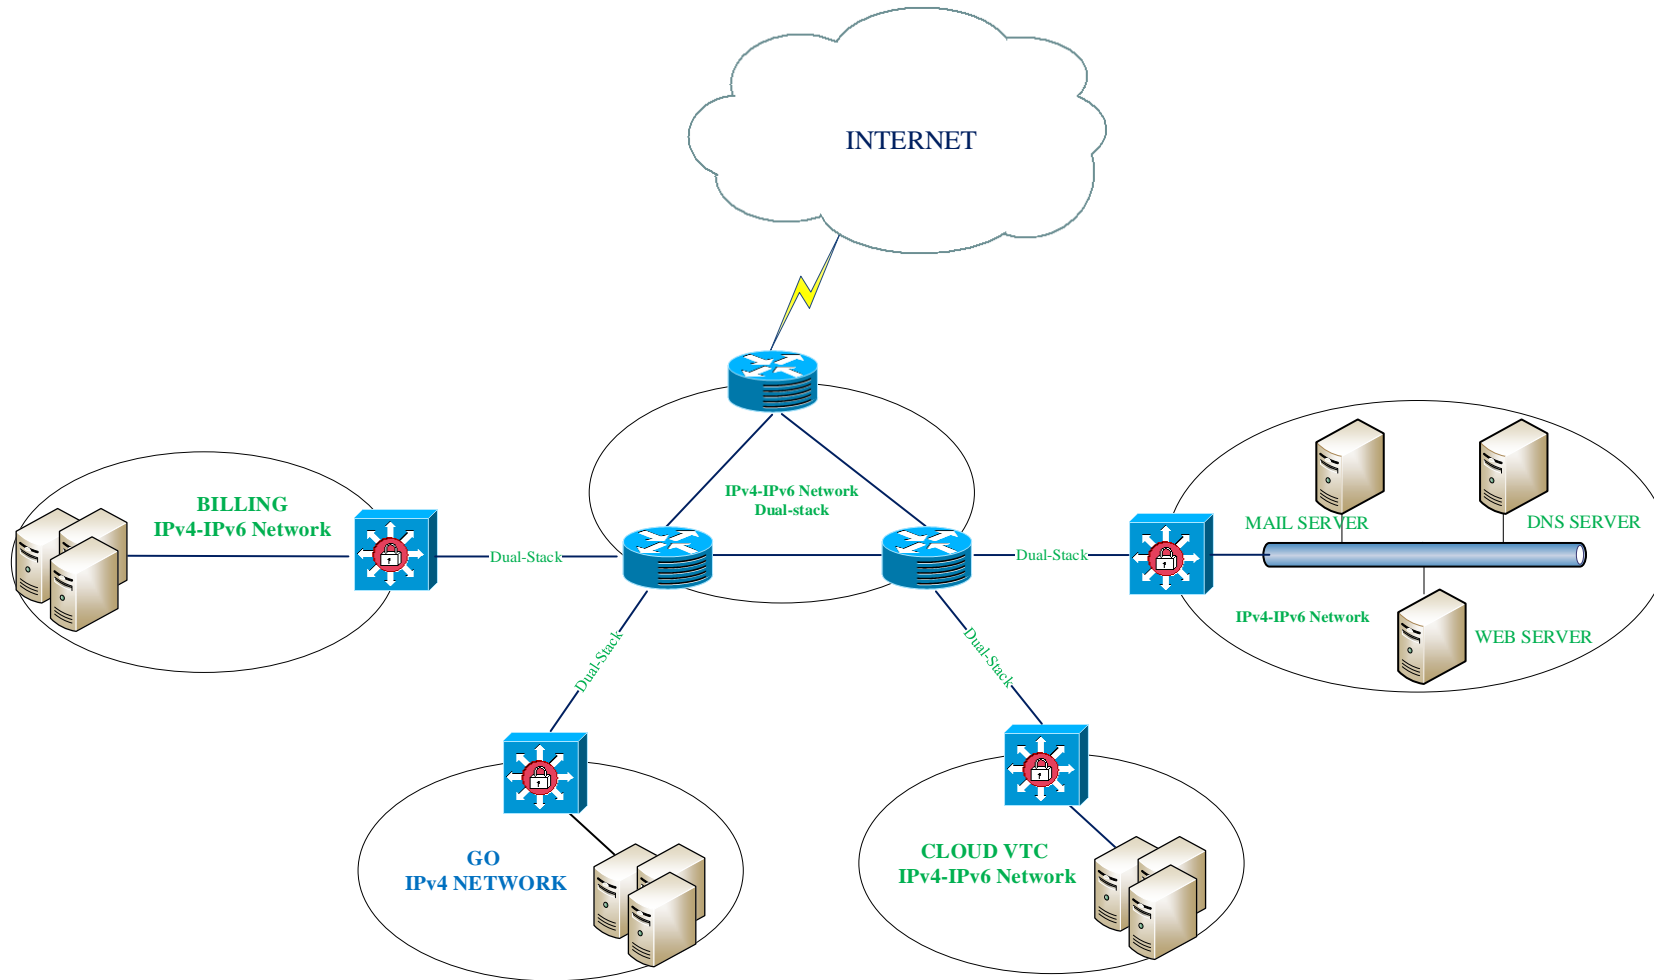 INTERNET
IPv4-IPv6 Network
Dual-stack
BILLING
IPv4-IPv6 Network
Dual-Stack
Dual-Stack
MAIL SERVER
DNS SERVER
IPv4-IPv6 Network
WEB SERVER
Dual-Stack
Dual-Stack
GO
IPv4 NETWORK
CLOUD VTC
IPv4-IPv6 Network